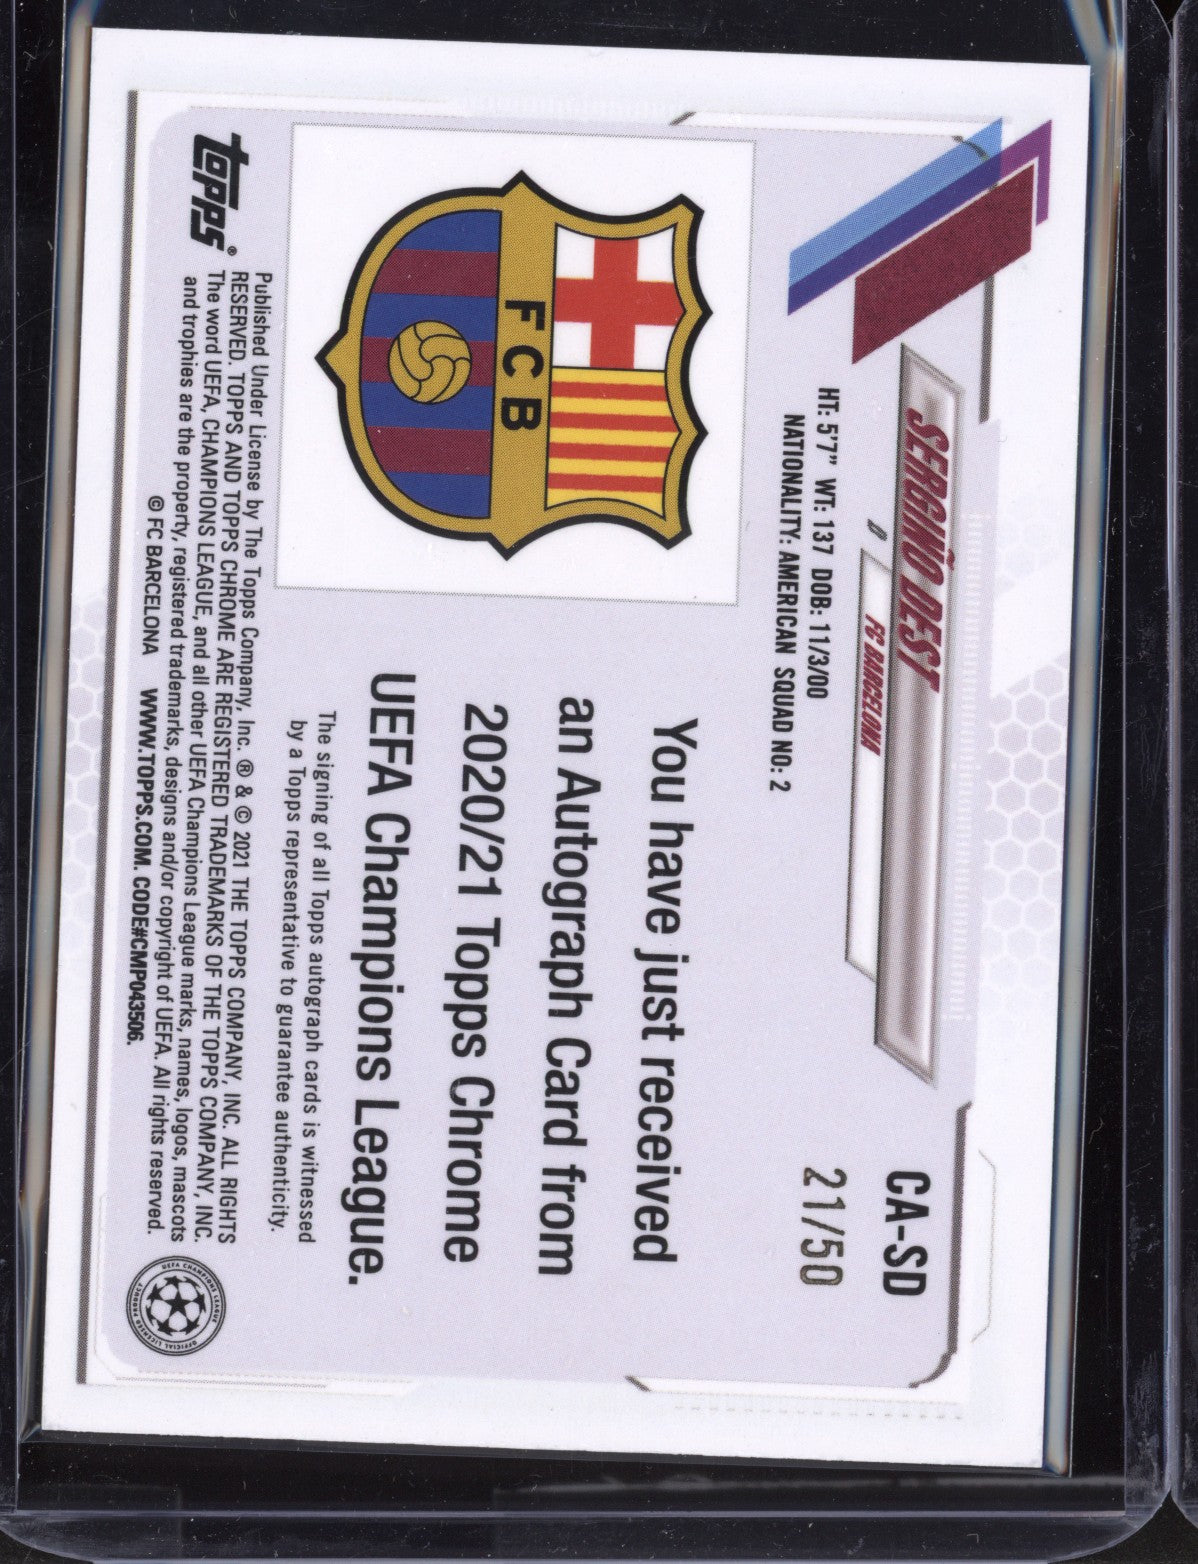 CA-SD
21/50
SERGIÑO DEST
D
FC BARCELONA
HT: 5'7" WT: 137 DOB: 11/3/00
NATIONALITY: AMERICAN SQUAD NO: 2
FCB
You have just received
an Autograph Card from
2020/21 Topps Chrome
UEFA Champions League.
The signing of all Topps autograph cards is witnessed
by a Topps representative to guarantee authenticity.
topps®
Published Under License by The Topps Company, Inc. ® & © 2021 THE TOPPS COMPANY, INC. ALL RIGHTS
RESERVED. TOPPS AND TOPPS CHROME ARE REGISTERED TRADEMARKS OF THE TOPPS COMPANY, INC.
The word UEFA, CHAMPIONS LEAGUE, and all other UEFA Champions League marks, names, logos, mascots
and trophies are the property, registered trademarks, designs and/or copyright of UEFA. All rights reserved.
© FC BARCELONA WWW.TOPPS.COM. CODE#CMP043506.
UEFA CHAMPIONS LEAGUE
OFFICIAL LICENSED PRODUCT